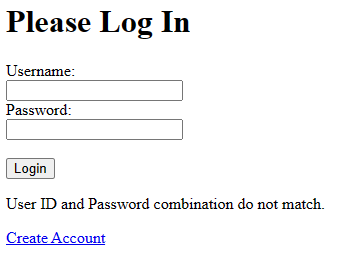 Please Log In
Username:
Password:
Login
User ID and Password combination do not match.
Create Account